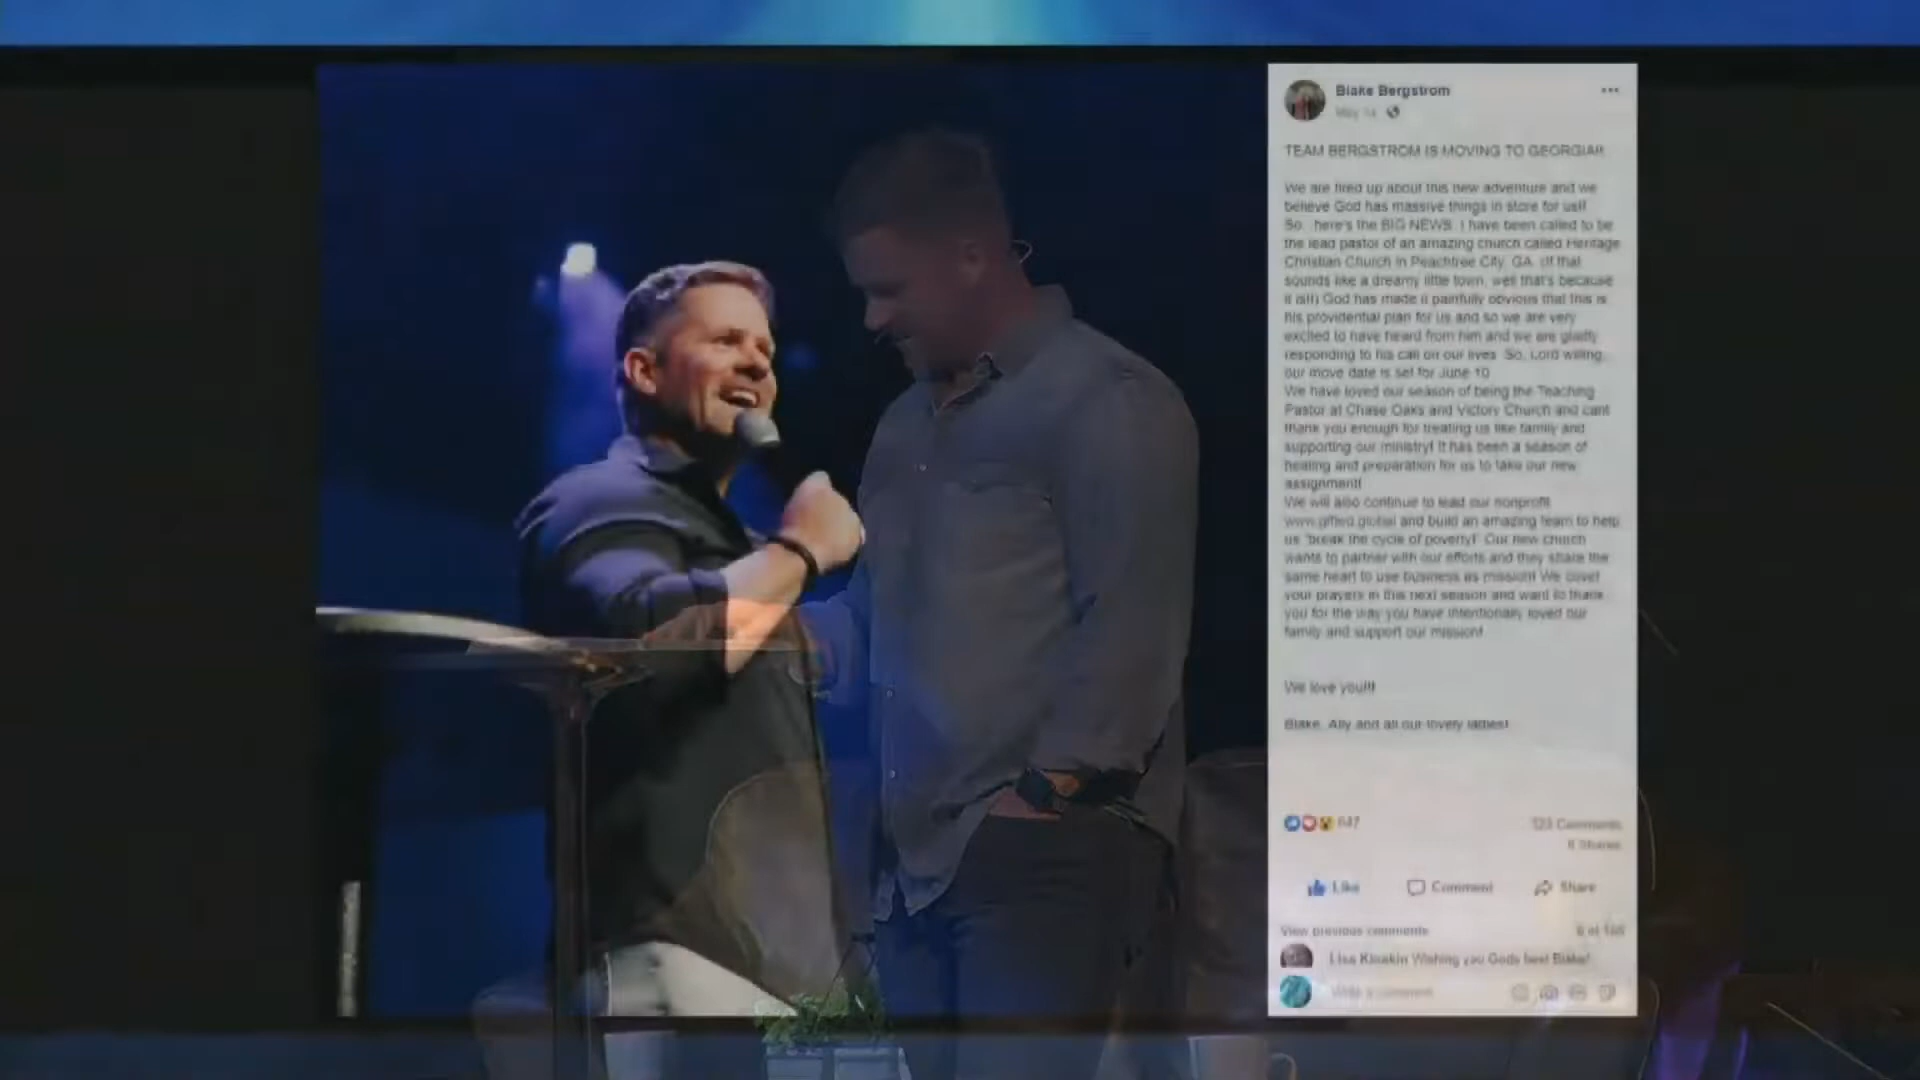 Blake Bergstrom
May 14
TEAM BERGSTROM IS MOVING TO GEORGIA!!
We are fired up about this new adventure and we
believe God has massive things in store for us!!
So.. here's the BIG NEWS. I have been called to be
the lead pastor of an amazing church called Heritage
Christian Church in Peachtree City, GA. (If that
sounds like a dreamy little town, well that's because
it is!!) God has made it painfully obvious that this is
his providential plan for us and so we are very
excited to have heard from him and we are gladly
responding to his call on our lives. So, Lord willing,
our move date is set for June 10.
We have loved our season of being the Teaching
Pastor at Chase Oaks and Victory Church and cant
thank you enough for treating us like family and
supporting our ministry! It has been a season of
healing and preparation for us to take our new
assignment!
We will also continue to lead our nonprofit
www.gifted.global and build an amazing team to help
us "break the cycle of poverty!" Our new church
wants to partner with our efforts and they share the
same heart to use business as mission! We covet
your prayers in this next season and want to thank
you for the way you have intentionally loved our
family and support our mission!
We love you!!!
Blake, Ally and all our lovely ladies!
647
323 Comments
6 Shares
Like
Comment
Share
View previous comments
Wishing you Gods best Blake!
Write a comment